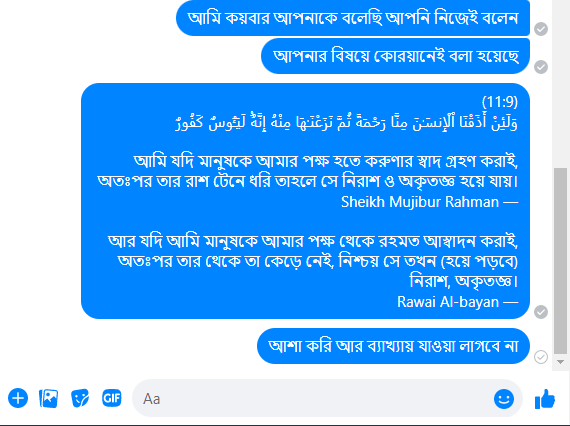 আমি কয়বার আপনাকে বলেছি আপনি নিজেই বলেন
আপনার বিষয়ে কোরয়ানেই বলা হয়েছে
(11:9)
وَلَئِنْ أَذَقْنَا ٱلْإِنسَـٰنَ مِنَّا رَحْمَةً ثُمَّ نَزَعْنَـٰهَا مِنْهُ إِنَّهُۥ لَيَـُٔوسٌ كَفُورٌ
আমি যদি মানুষকে আমার পক্ষ হতে করুণার স্বাদ গ্রহণ করাই,
অতঃপর তার রাশ টেনে ধরি তাহলে সে নিরাশ ও অকৃতজ্ঞ হয়ে যায়।
Sheikh Mujibur Rahman —
আর যদি আমি মানুষকে আমার পক্ষ থেকে রহমত আস্বাদন করাই,
অতঃপর তার থেকে তা কেড়ে নেই, নিশ্চয় সে তখন (হয়ে পড়বে)
নিরাশ, অকৃতজ্ঞ।
Rawai Al-bayan —
আশা করি আর ব্যাখ্যায় যাওয়া লাগবে না
GIF
Aa